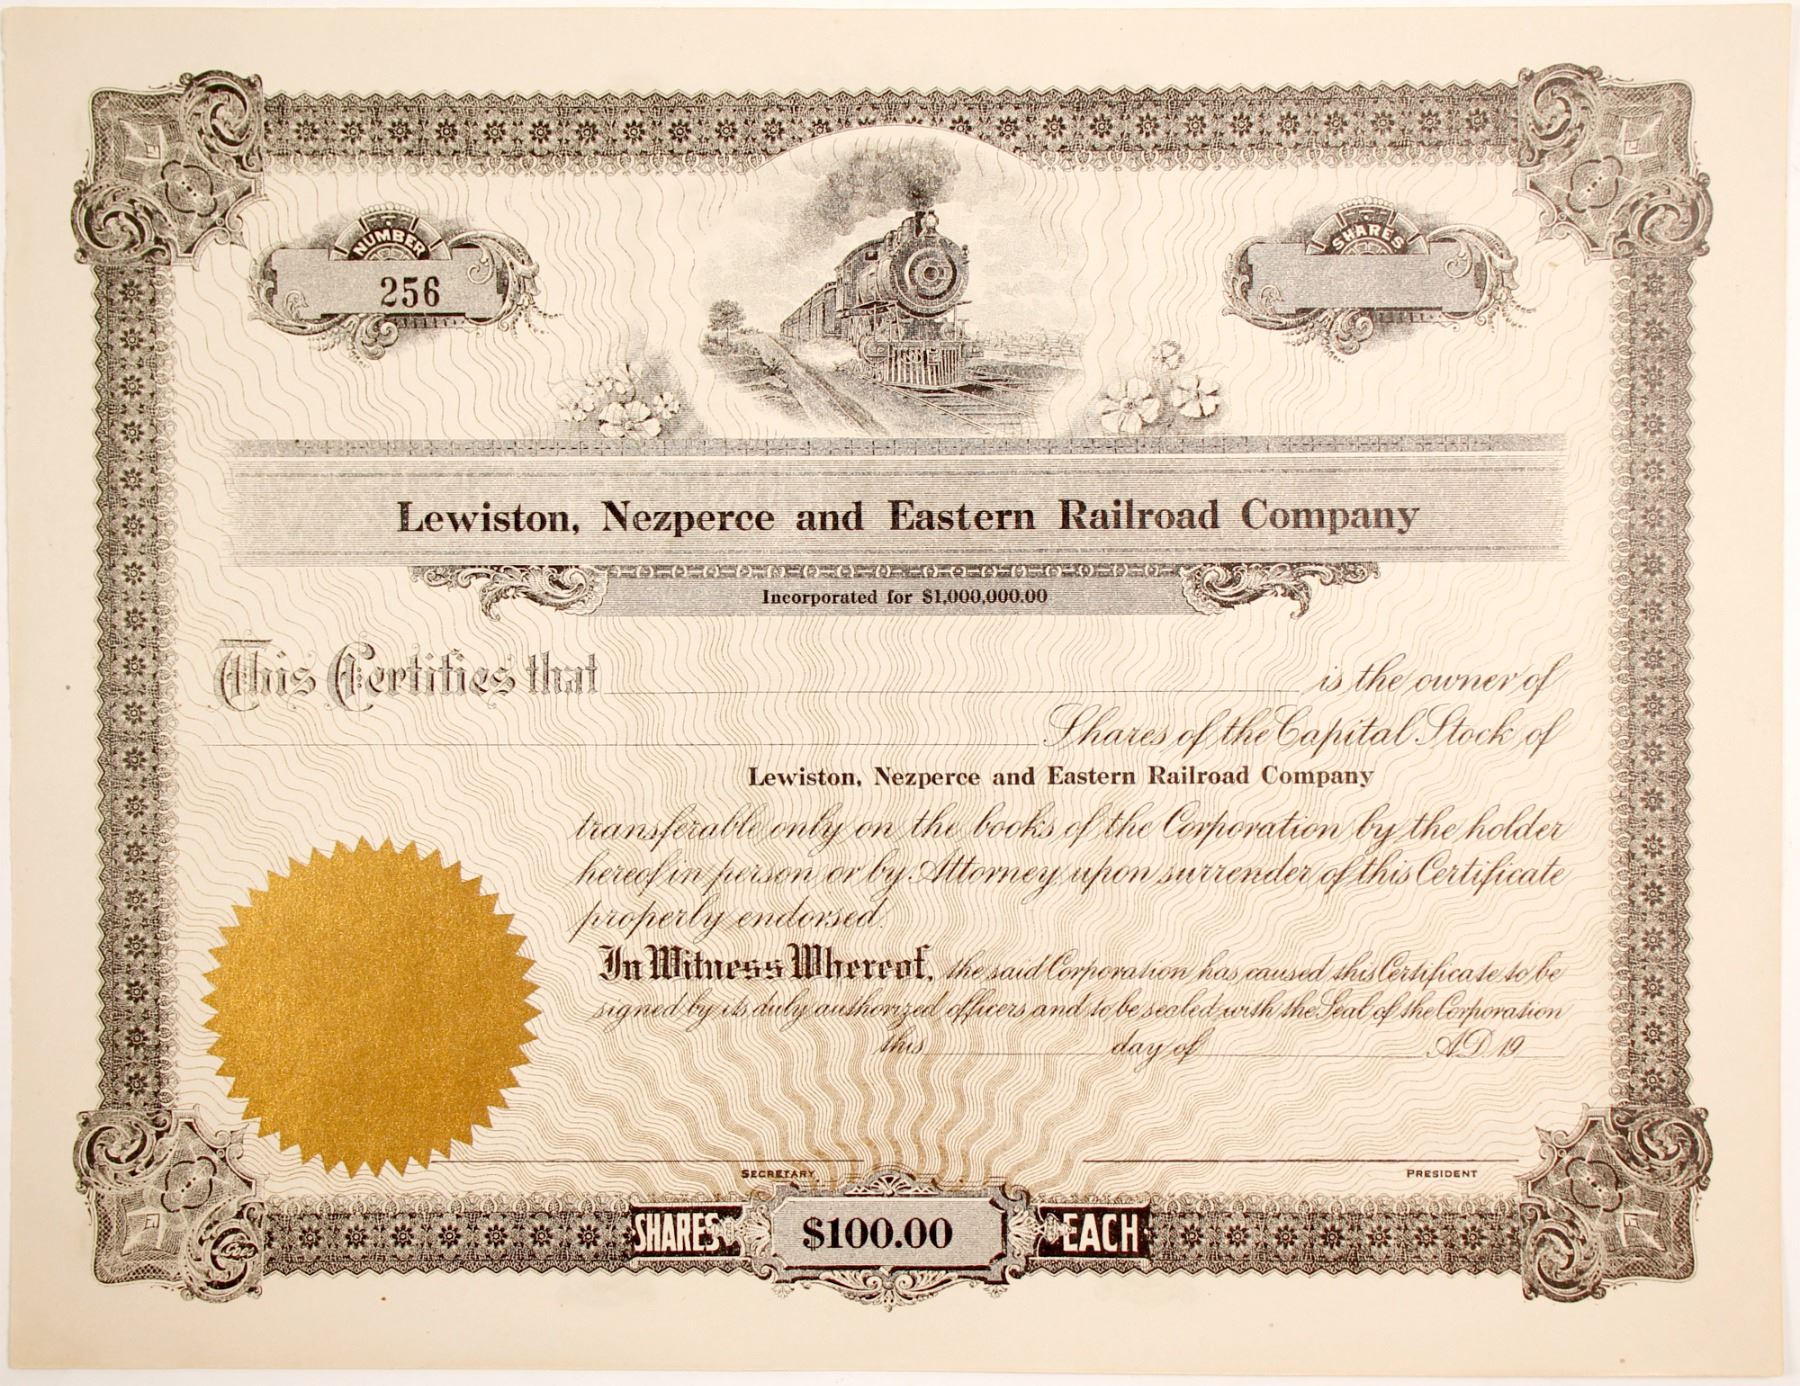 NUMBER
256
SHARES
Lewiston, Nezperce and Eastern Railroad Company
Incorporated for $1,000,000.00
This Certifies that is the owner of
Shares of the Capital Stock of
Lewiston, Nezperce and Eastern Railroad Company
transferable only on the books of the Corporation by the holder
hereof in person or by Attorney upon surrender of this Certificate
properly endorsed.
In Witness Whereof, the said Corporation has caused this Certificate to be
signed by its duly authorized officers and to be sealed with the Seal of the Corporation
this day of A.D. 19
SECRETARY
PRESIDENT
SHARES $100.00 EACH
Goes